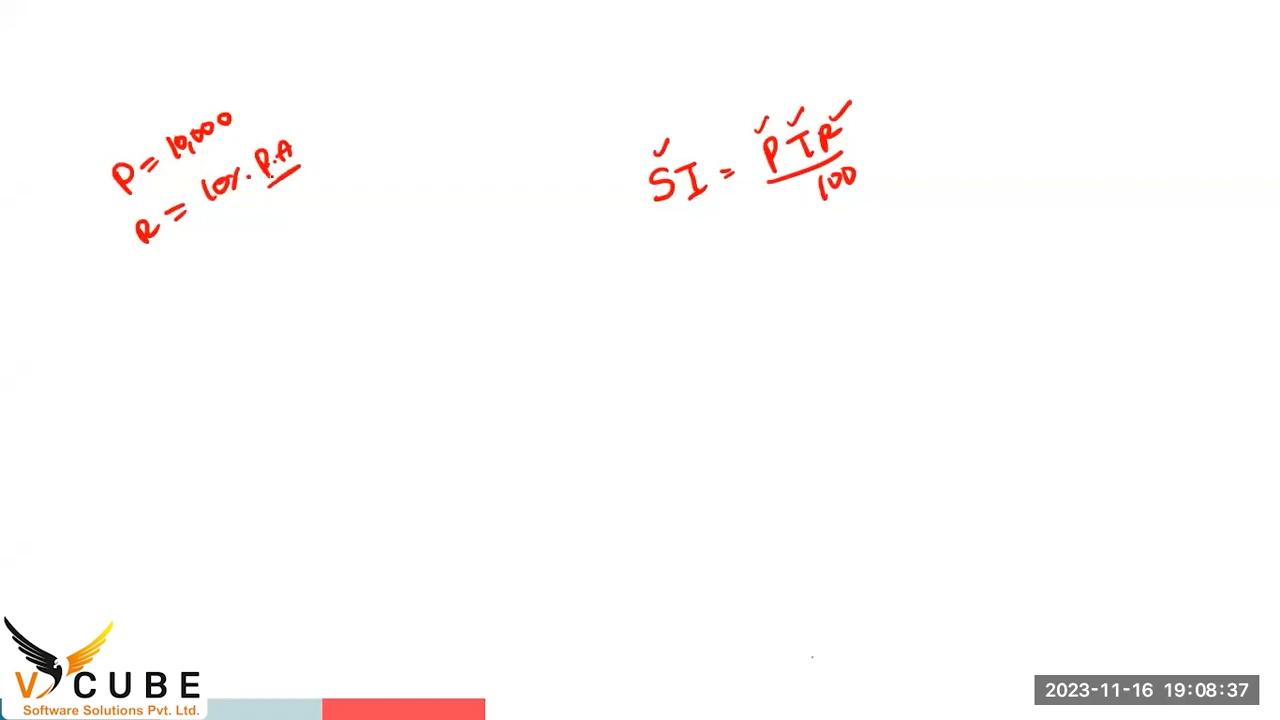 P = 10,000
R = 10%. P.A
SI = PTR
100
V CUBE
Software Solutions Pvt. Ltd.
2023-11-16 19:08:37